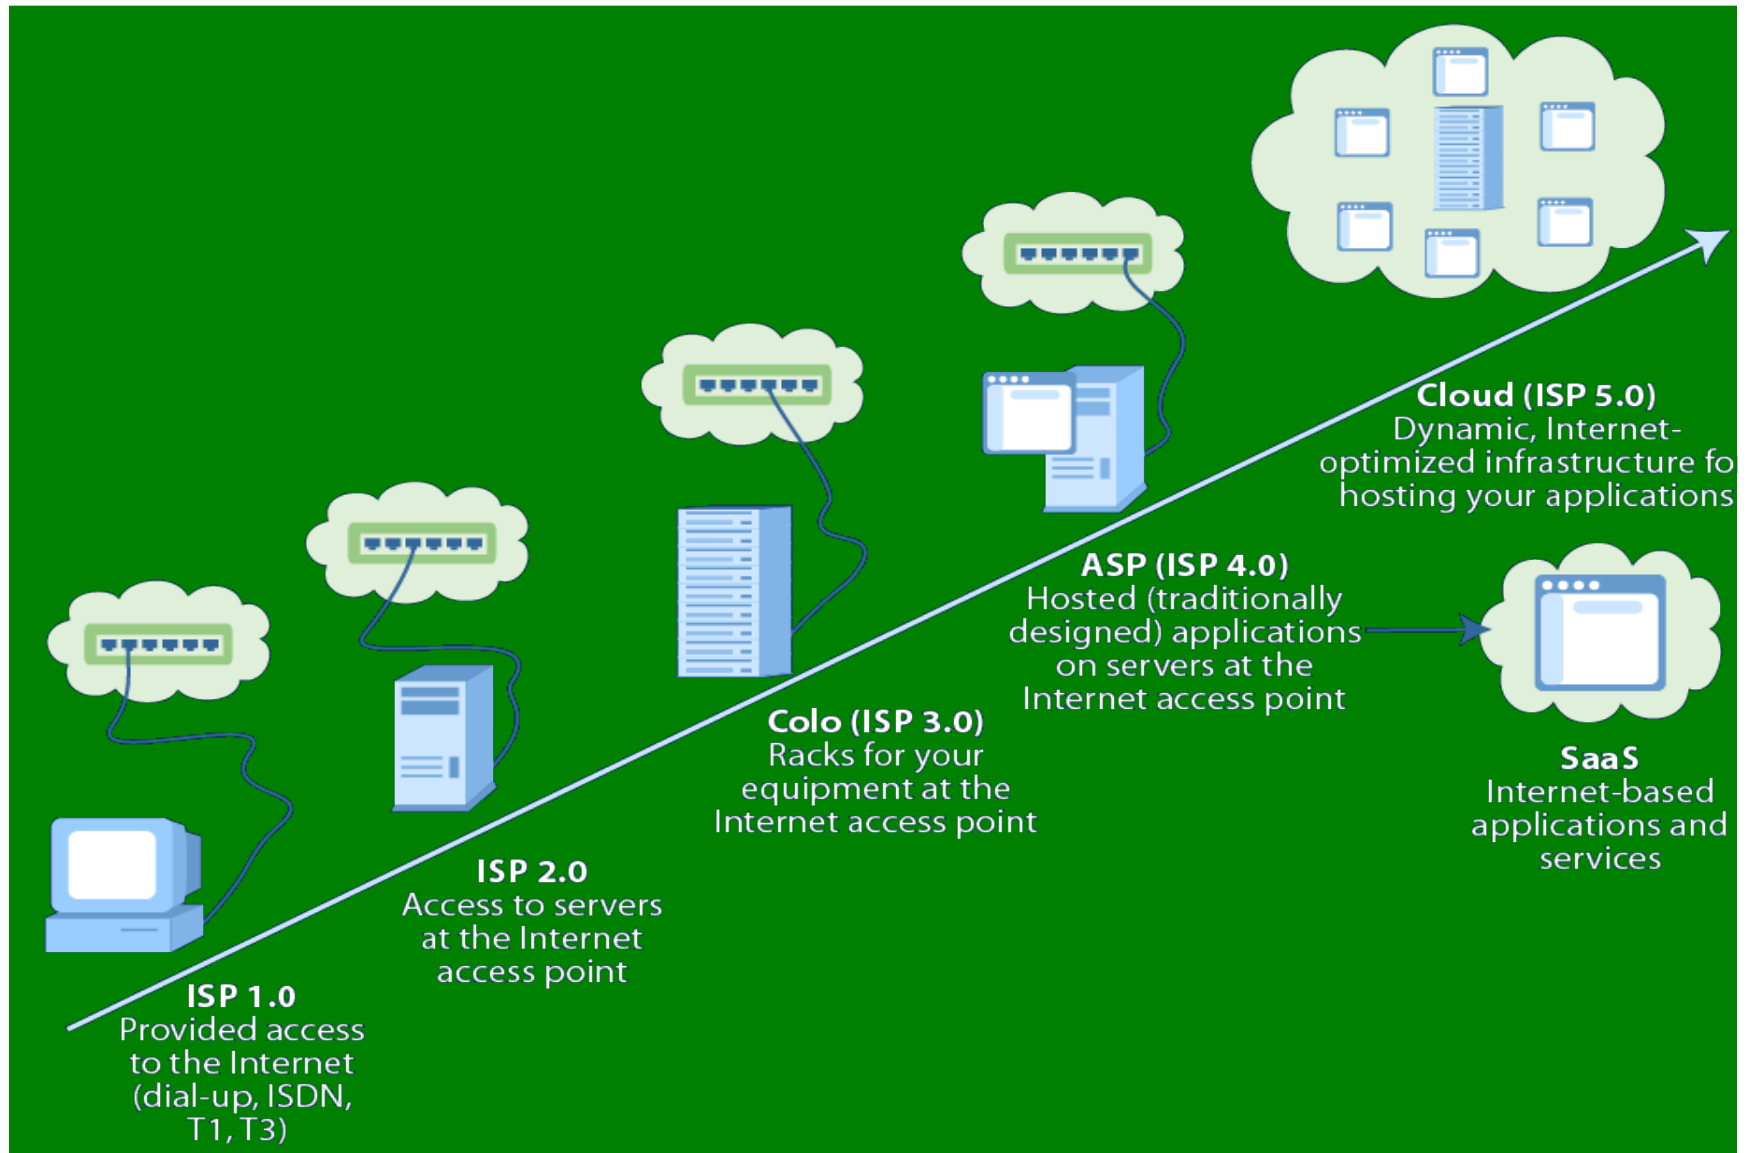 Cloud (ISP 5.0)
Dynamic, Internet-
optimized infrastructure fo
hosting your applications
ASP (ISP 4.0)
Hosted (traditionally
designed) applications
on servers at the
Internet access point
SaaS
Internet-based
applications and
services
Colo (ISP 3.0)
Racks for your
equipment at the
Internet access point
ISP 2.0
Access to servers
at the Internet
access point
ISP 1.0
Provided access
to the Internet
(dial-up, ISDN,
T1, T3)